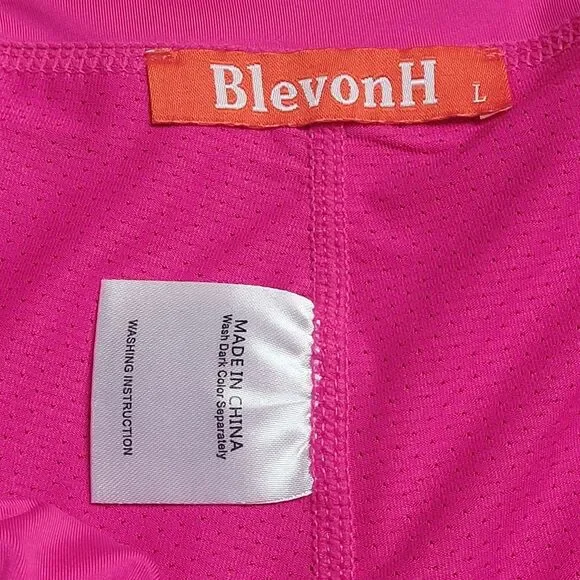 BlevonH L
MADE IN CHINA
Wash Dark Color Separately
WASHING INSTRUCTION